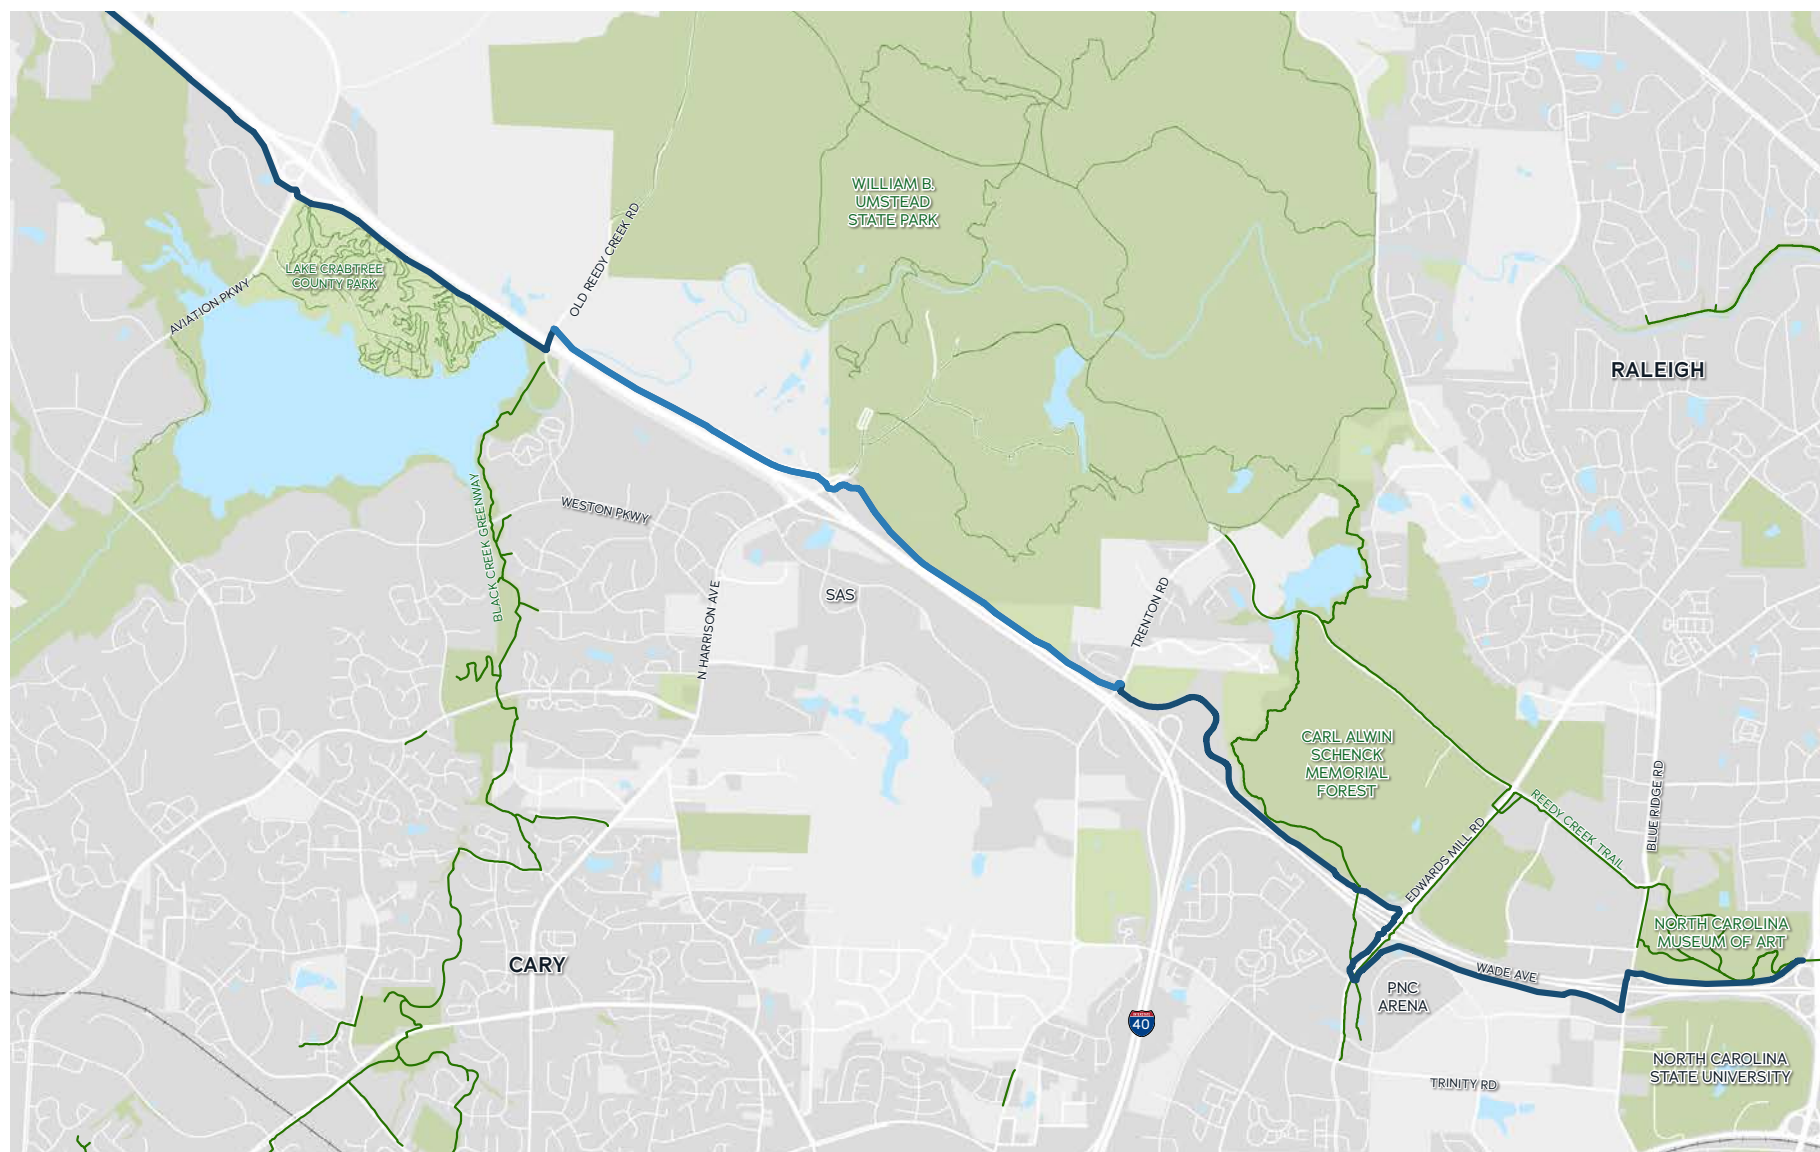 WILLIAM B.
UMSTEAD
STATE PARK
OLD REEDY CREEK RD
LAKE CRABTREE
COUNTY PARK
AVIATION PKWY
RALEIGH
BLACK CREEK GREENWAY
WESTON PKWY
SAS
N HARRISON AVE
TRENTON RD
CARL ALWIN
SCHENCK
MEMORIAL
FOREST
REEDY CREEK TRAIL
BLUE RIDGE RD
EDWARDS MILL RD
NORTH CAROLINA
MUSEUM OF ART
CARY
WADE AVE
PNC
ARENA
40
NORTH CAROLINA
STATE UNIVERSITY
TRINITY RD